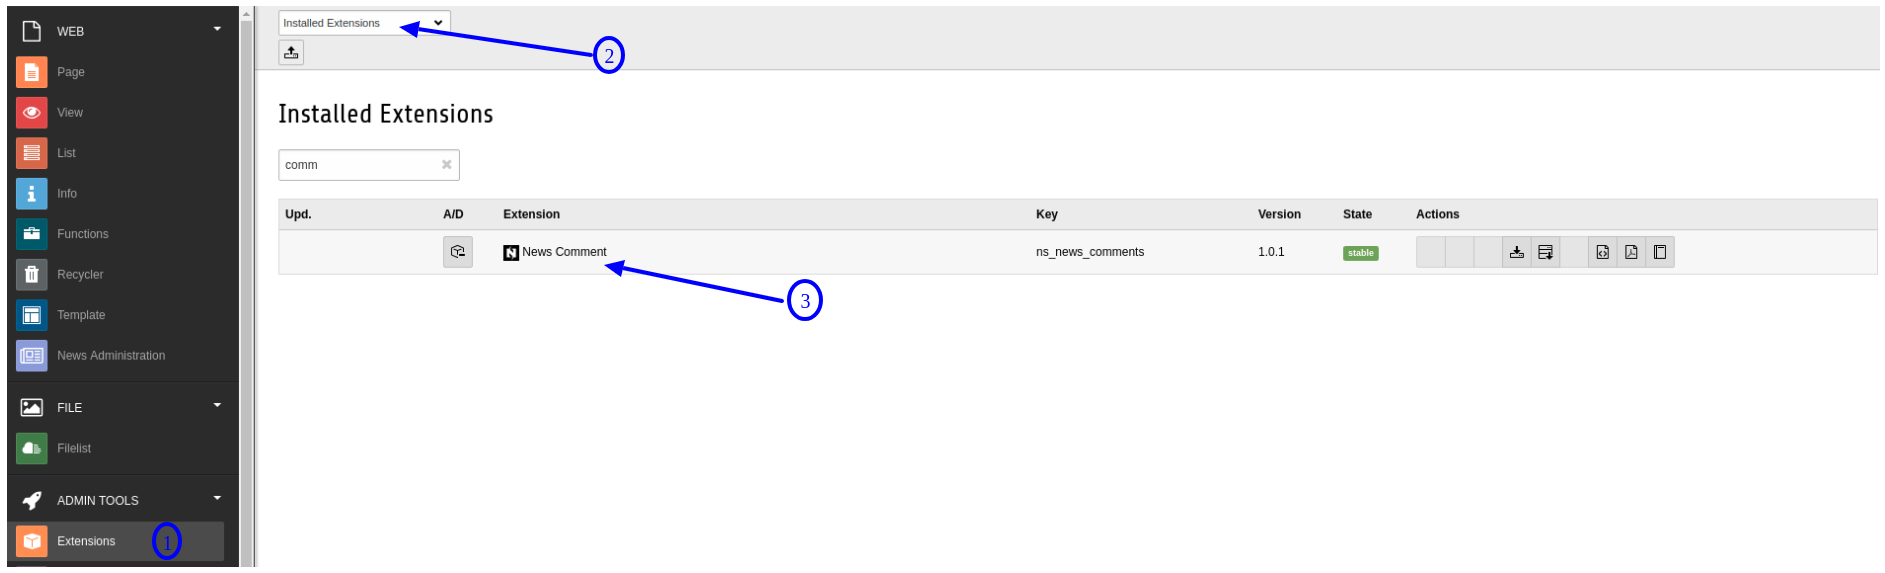 WEB
Page
View
List
Info
Functions
Recycler
Template
News Administration
FILE
Filelist
ADMIN TOOLS
Extensions
1
Installed Extensions
2
Installed Extensions
comm
Upd. A/D Extension Key Version State Actions
News Comment ns_news_comments 1.0.1 stable
3